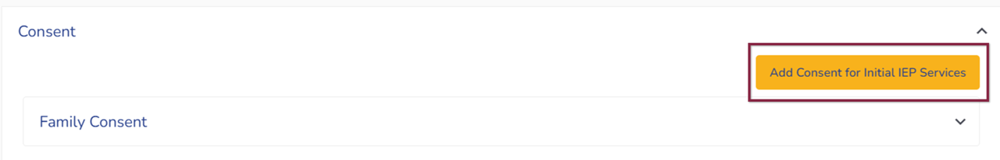 Consent
Add Consent for Initial IEP Services
Family Consent